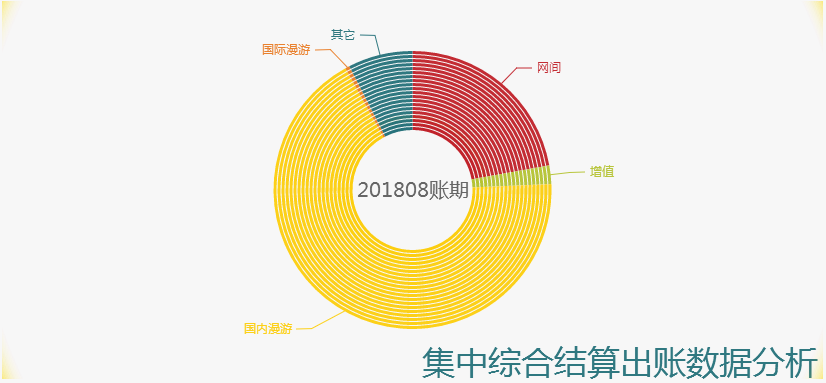 其它
国际漫游
网间
增值
201808账期
国内漫游
集中综合结算出账数据分析